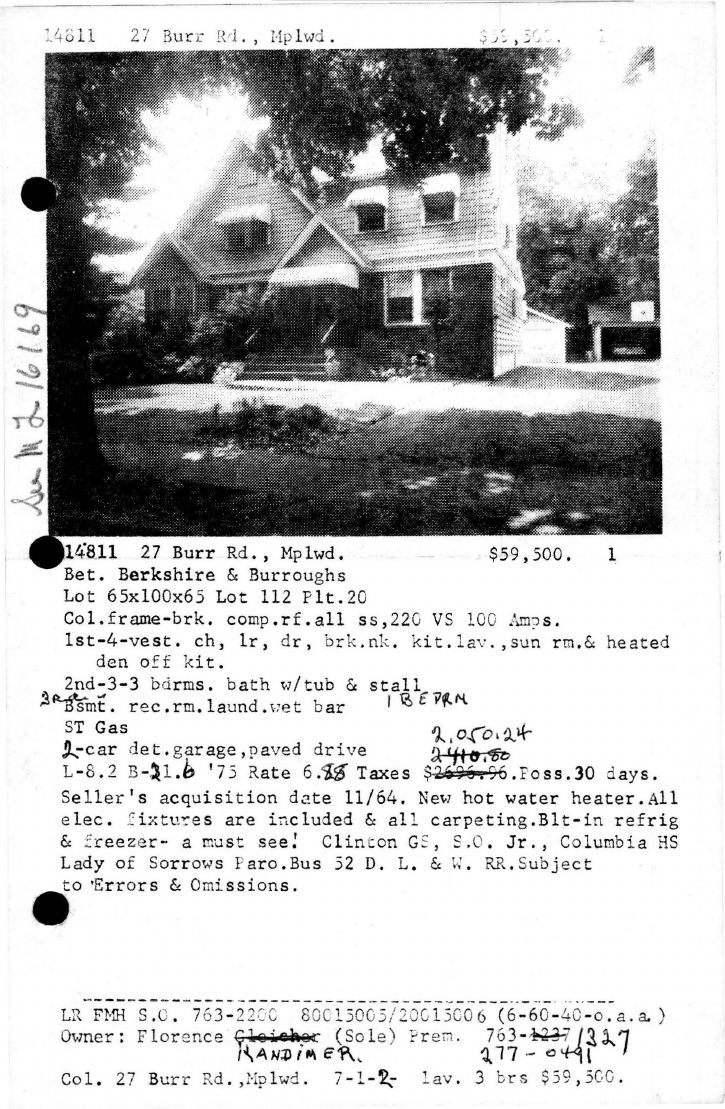 14811 27 Burr Rd., Mplwd. $59,500. 1
See ML 16169
14811 27 Burr Rd., Mplwd. $59,500. 1
Bet. Berkshire & Burroughs
Lot 65x100x65 Lot 112 Plt.20
Col.frame-brk. comp.rf.all ss,220 VS 100 Amps.
1st-4-vest. ch, lr, dr, brk.nk. kit.lav.,sun rm.& heated
den off kit.
2nd-3-3 bdrms. bath w/tub & stall
3RD 1 BEDRM
Bsmt. rec.rm.laund.wet bar
ST Gas 2,050.24
2-car det.garage,paved drive 2410.80
L-8.2 B-21.6 '75 Rate 6.88 Taxes $2696.96.Poss.30 days.
Seller's acquisition date 11/64. New hot water heater.All
elec. fixtures are included & all carpeting.Blt-in refrig
& freezer- a must see! Clinton GS, S.O. Jr., Columbia HS
Lady of Sorrows Paro.Bus 52 D. L. & W. RR.Subject
to Errors & Omissions.
LR FMH S.O. 763-2200 80015005/20015006 (6-60-40-o.a.a.)
Owner: Florence Gleicher (Sole) Prem. 763-1237 1327
KANDIMER. 277-0491
Col. 27 Burr Rd.,Mplwd. 7-1-2- lav. 3 brs $59,500.